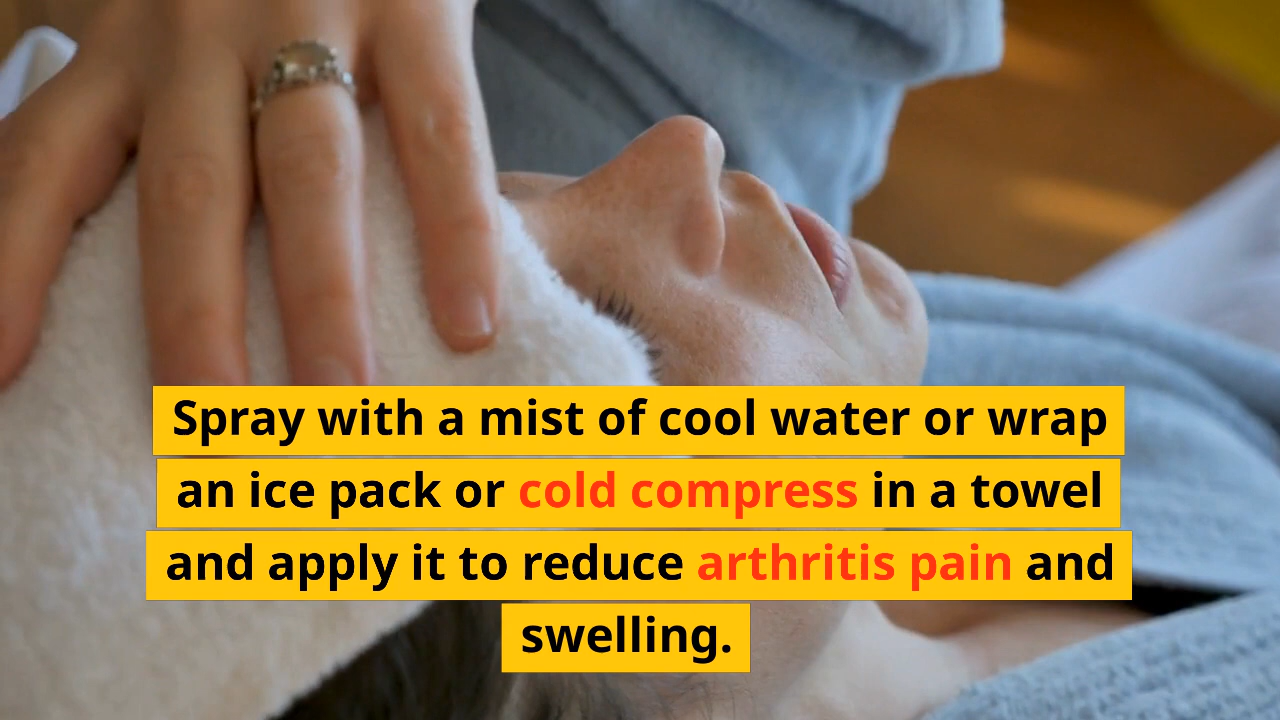 Spray with a mist of cool water or wrap
an ice pack or cold compress in a towel
and apply it to reduce arthritis pain and
swelling.